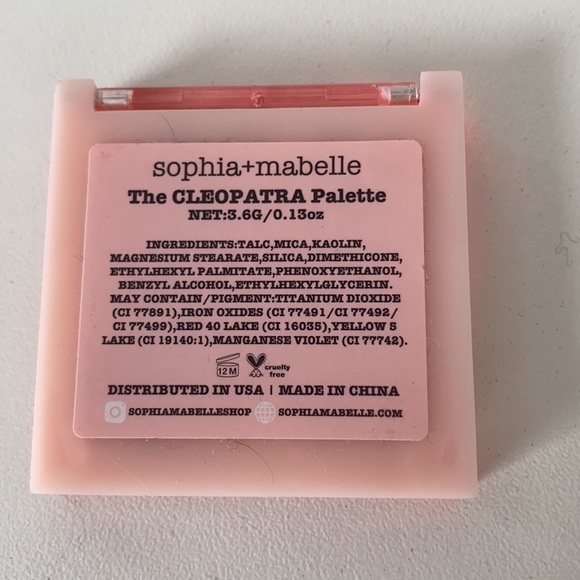 sophia+mabelle
The CLEOPATRA Palette
NET:3.6G/0.13oz
INGREDIENTS:TALC,MICA,KAOLIN,
MAGNESIUM STEARATE,SILICA,DIMETHICONE,
ETHYLHEXYL PALMITATE,PHENOXYETHANOL,
BENZYL ALCOHOL,ETHYLHEXYLGLYCERIN.
MAY CONTAIN/PIGMENT:TITANIUM DIOXIDE
(CI 77891),IRON OXIDES (CI 77491/CI 77492/
CI 77499),RED 40 LAKE (CI 16035),YELLOW 5
LAKE (CI 19140:1),MANGANESE VIOLET (CI 77742).
12 M cruelty
free
DISTRIBUTED IN USA | MADE IN CHINA
SOPHIAMABELLESHOP SOPHIAMABELLE.COM